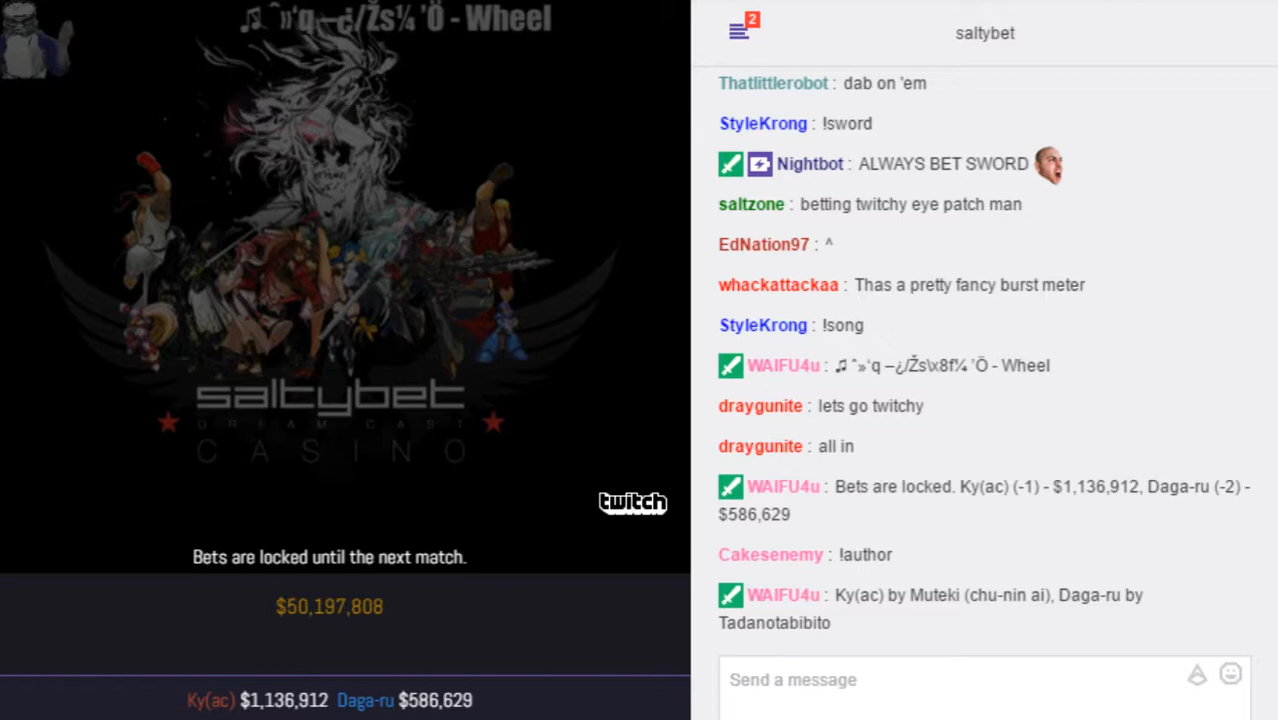 ♫ ˆ»‘q –¿/Žs¼ ’Ö - Wheel
saltybet
DREAM CAST
CASINO
twitch
Bets are locked until the next match.
$50,197,808
Ky(ac) $1,136,912 Daga-ru $586,629
2
saltybet
Thatlittlerobot : dab on 'em
StyleKrong : !sword
Nightbot : ALWAYS BET SWORD
saltzone : betting twitchy eye patch man
EdNation97 : ^
whackattackaa : Thas a pretty fancy burst meter
StyleKrong : !song
WAIFU4u : ♫ ˆ»‘q –¿/Žs\x8f¼ ’Ö - Wheel
draygunite : lets go twitchy
draygunite : all in
WAIFU4u : Bets are locked. Ky(ac) (-1) - $1,136,912, Daga-ru (-2) -
$586,629
Cakesenemy : !author
WAIFU4u : Ky(ac) by Muteki (chu-nin ai), Daga-ru by
Tadanotabibito
Send a message